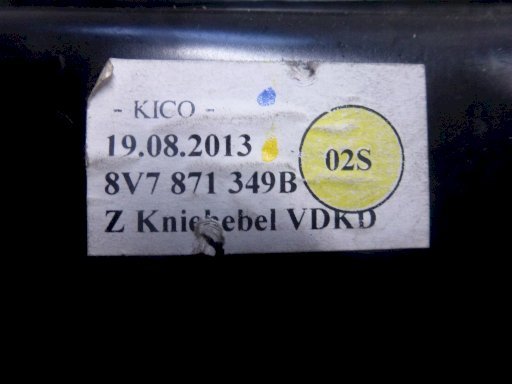 - KICO -
19.08.2013
8V7 871 349B
02S
Z Kniehebel VDKD